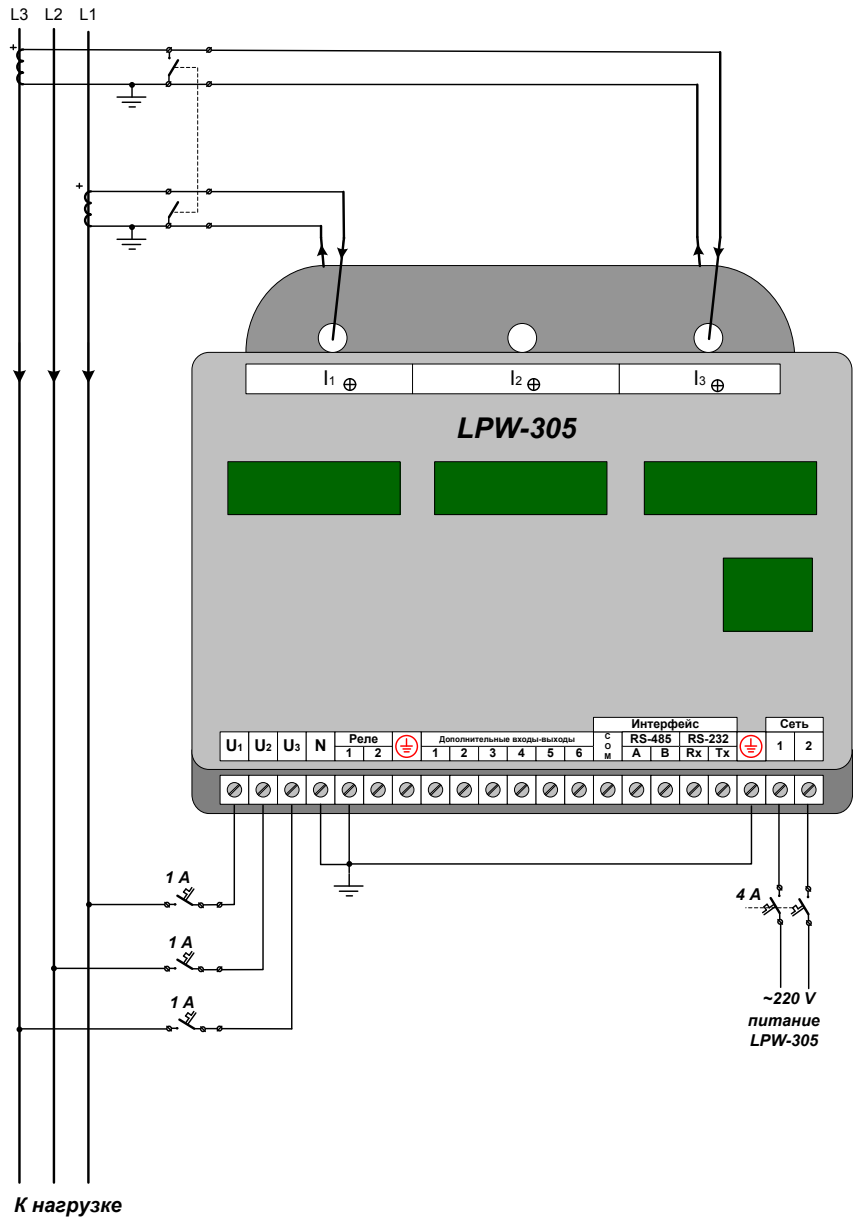 L3 L2 L1
+
+
I1 I2 I3
LPW-305
Интерфейс Сеть
U1 U2 U3 N Реле Дополнительные входы-выходы СОМ RS-485 RS-232 1 2
1 2 1 2 3 4 5 6 A B Rx Tx
1 A
4 A
1 A
1 A
~220 V
питание
LPW-305
К нагрузке